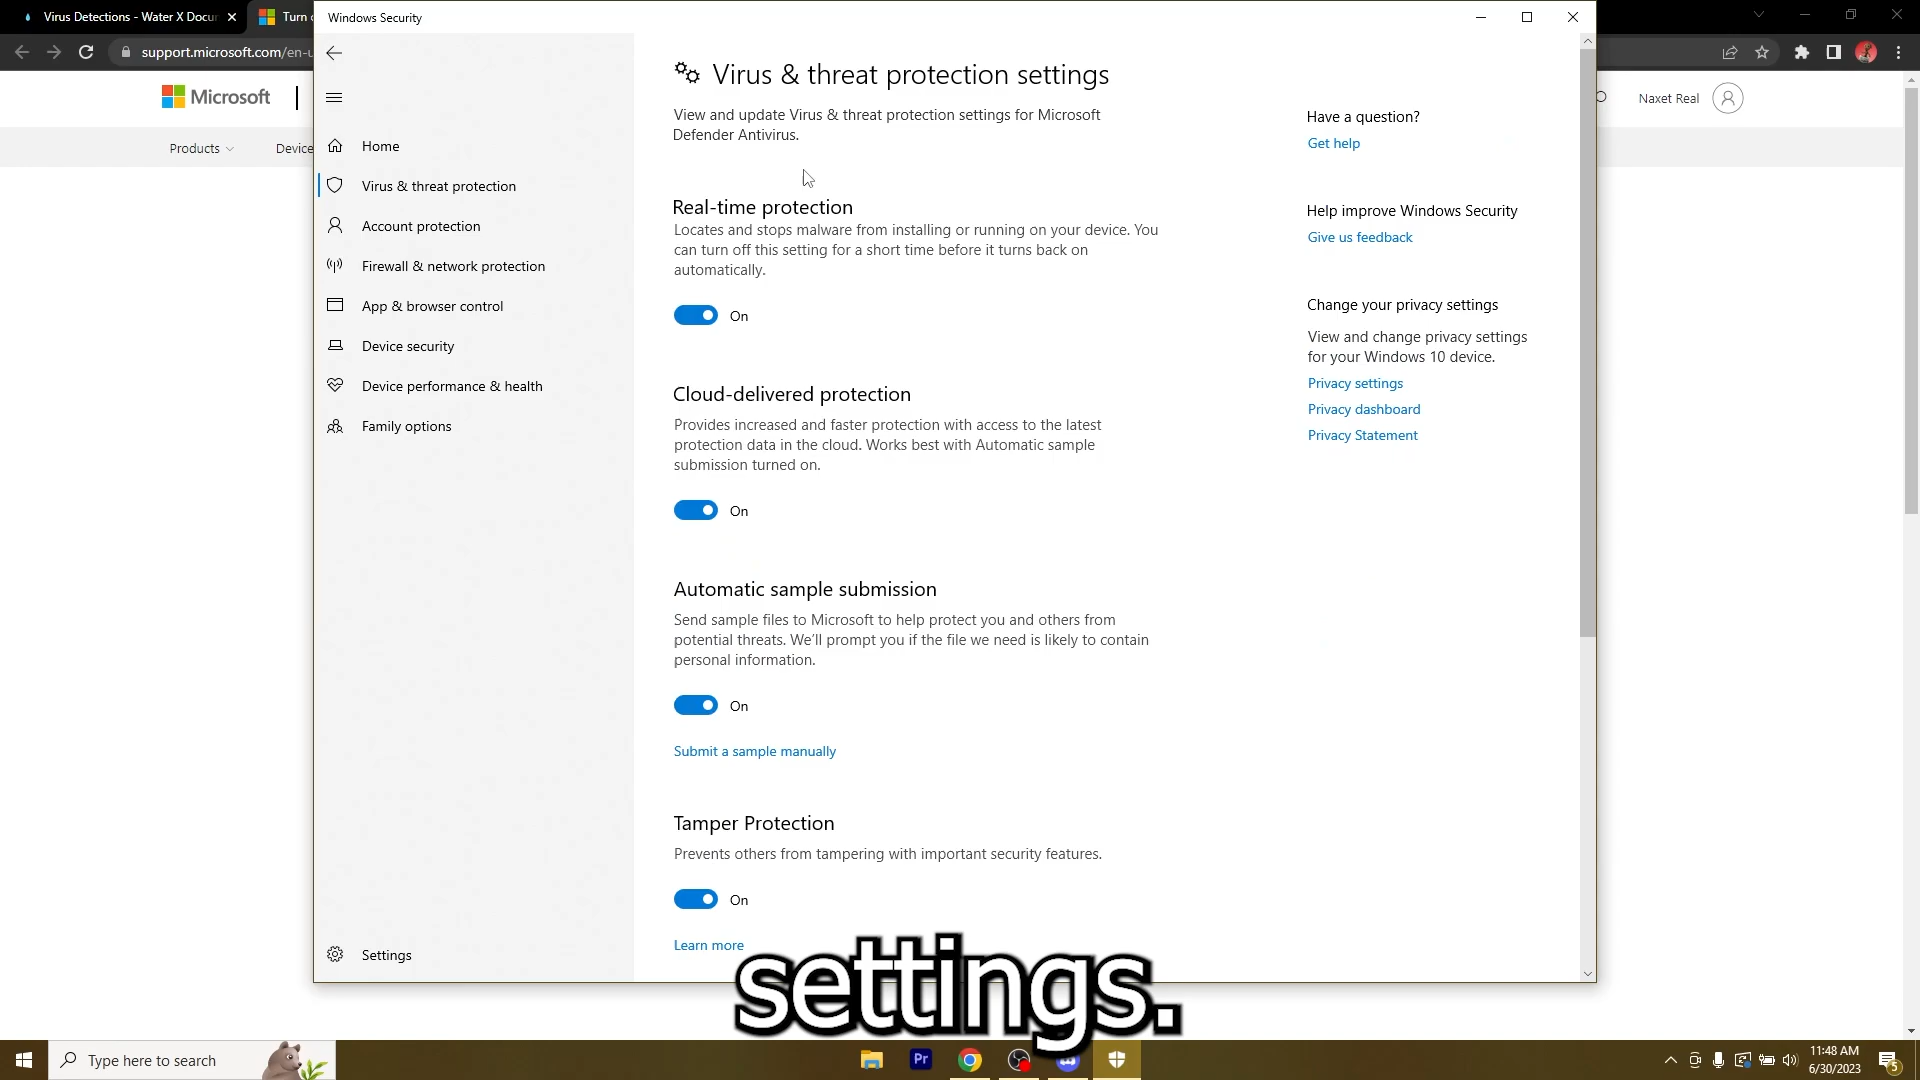 Virus Detections - Water X Docur
Turn o
support.microsoft.com/en-u
Microsoft
Products
Device
Naxet Real
Windows Security
Home
Virus & threat protection
Account protection
Firewall & network protection
App & browser control
Device security
Device performance & health
Family options
Settings
Virus & threat protection settings
View and update Virus & threat protection settings for Microsoft
Defender Antivirus.
Real-time protection
Locates and stops malware from installing or running on your device. You
can turn off this setting for a short time before it turns back on
automatically.
On
Cloud-delivered protection
Provides increased and faster protection with access to the latest
protection data in the cloud. Works best with Automatic sample
submission turned on.
On
Automatic sample submission
Send sample files to Microsoft to help protect you and others from
potential threats. We'll prompt you if the file we need is likely to contain
personal information.
On
Submit a sample manually
Tamper Protection
Prevents others from tampering with important security features.
On
Learn more
Have a question?
Get help
Help improve Windows Security
Give us feedback
Change your privacy settings
View and change privacy settings
for your Windows 10 device.
Privacy settings
Privacy dashboard
Privacy Statement
settings.
Type here to search
Pr
11:48 AM
6/30/2023
5